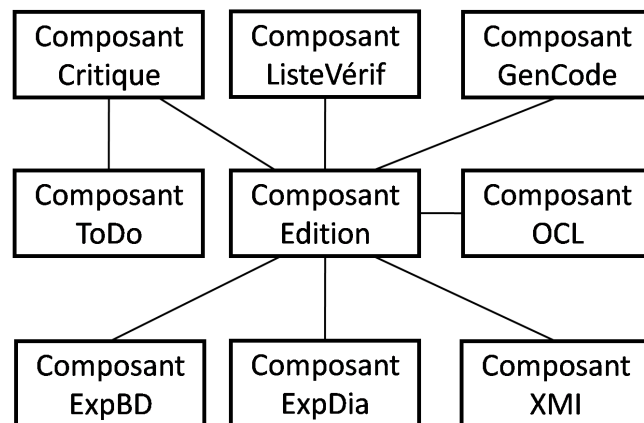 Composant
Critique
Composant
ListeVérif
Composant
GenCode
Composant
ToDo
Composant
Edition
Composant
OCL
Composant
ExpBD
Composant
ExpDia
Composant
XMI